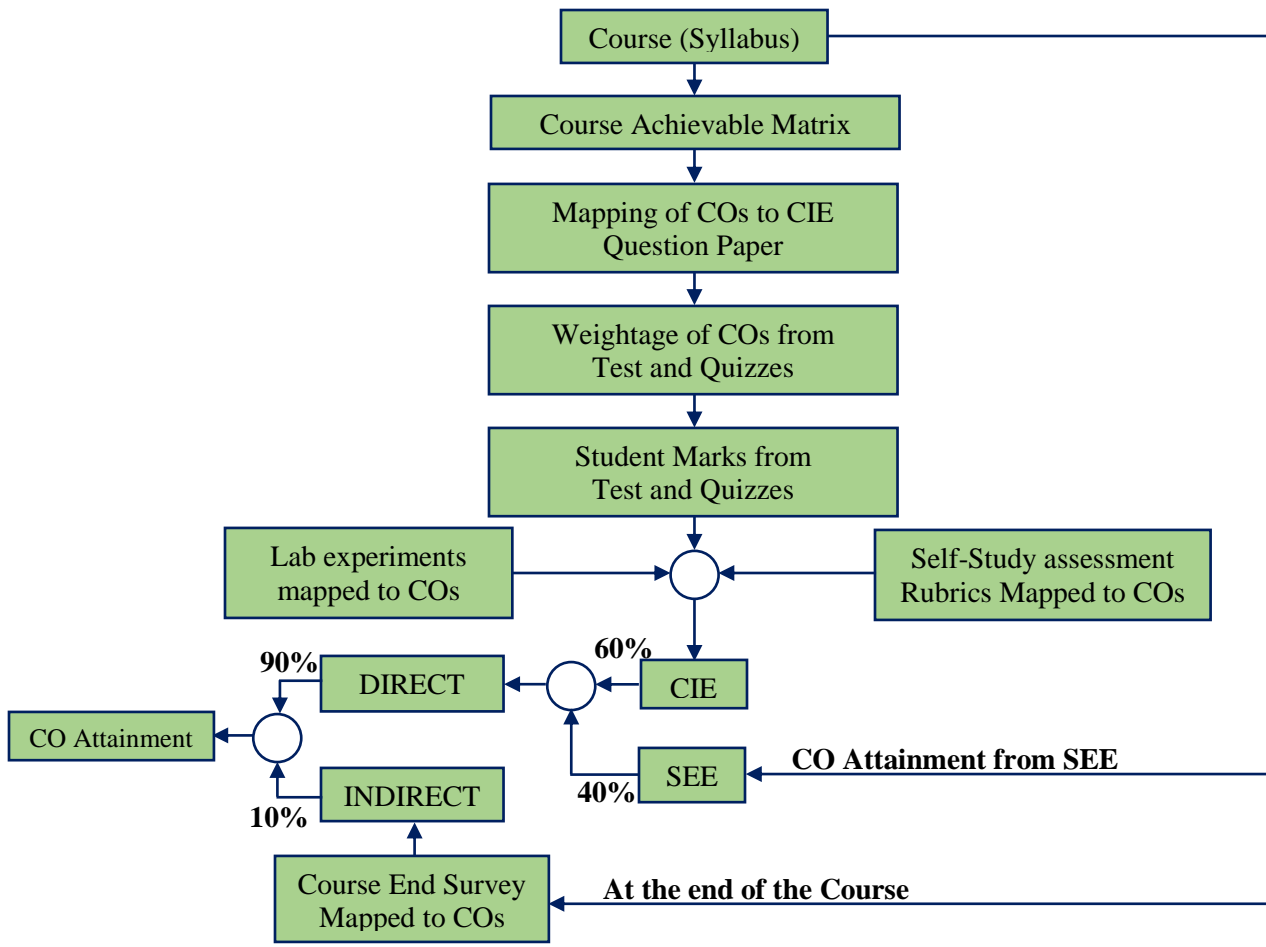 Course (Syllabus)
Course Achievable Matrix
Mapping of COs to CIE
Question Paper
Weightage of COs from
Test and Quizzes
Student Marks from
Test and Quizzes
Lab experiments
mapped to COs
Self-Study assessment
Rubrics Mapped to COs
60%
90%
DIRECT
CIE
CO Attainment
CO Attainment from SEE
SEE
40%
INDIRECT
10%
Course End Survey
Mapped to COs
At the end of the Course